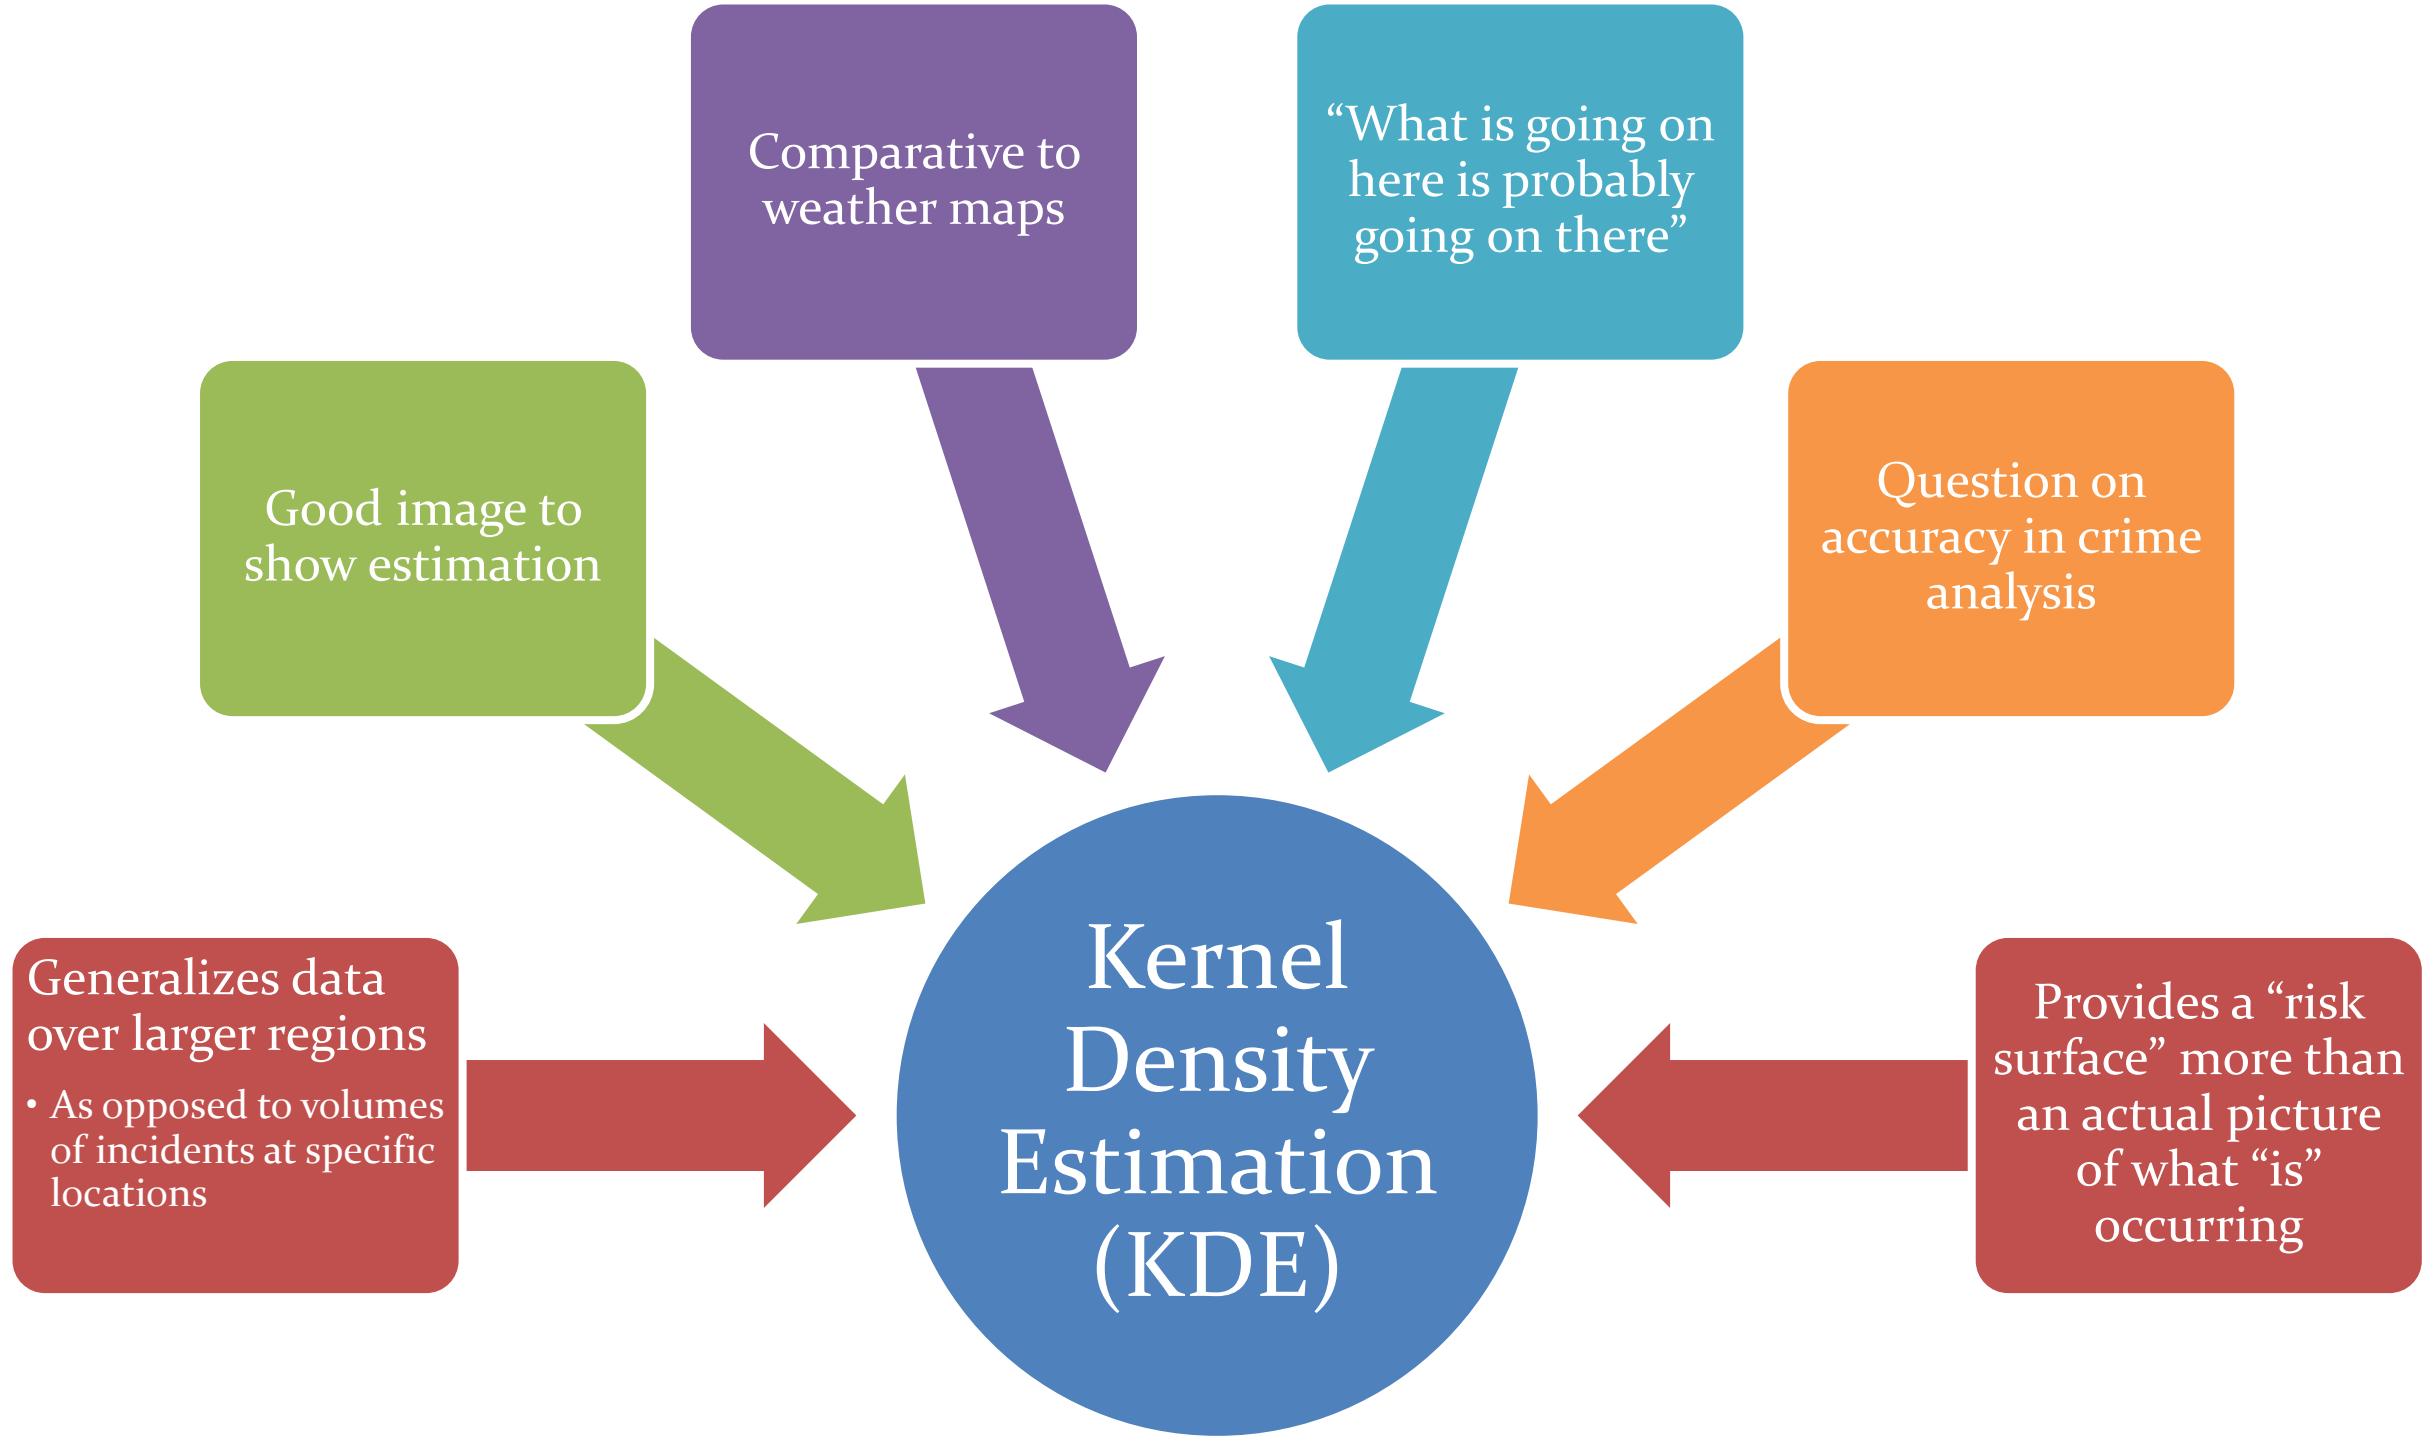 Comparative to
weather maps
“What is going on
here is probably
going on there”
Good image to
show estimation
Question on
accuracy in crime
analysis
Generalizes data
over larger regions
• As opposed to volumes
of incidents at specific
locations
Kernel
Density
Estimation
(KDE)
Provides a “risk
surface” more than
an actual picture
of what “is”
occurring